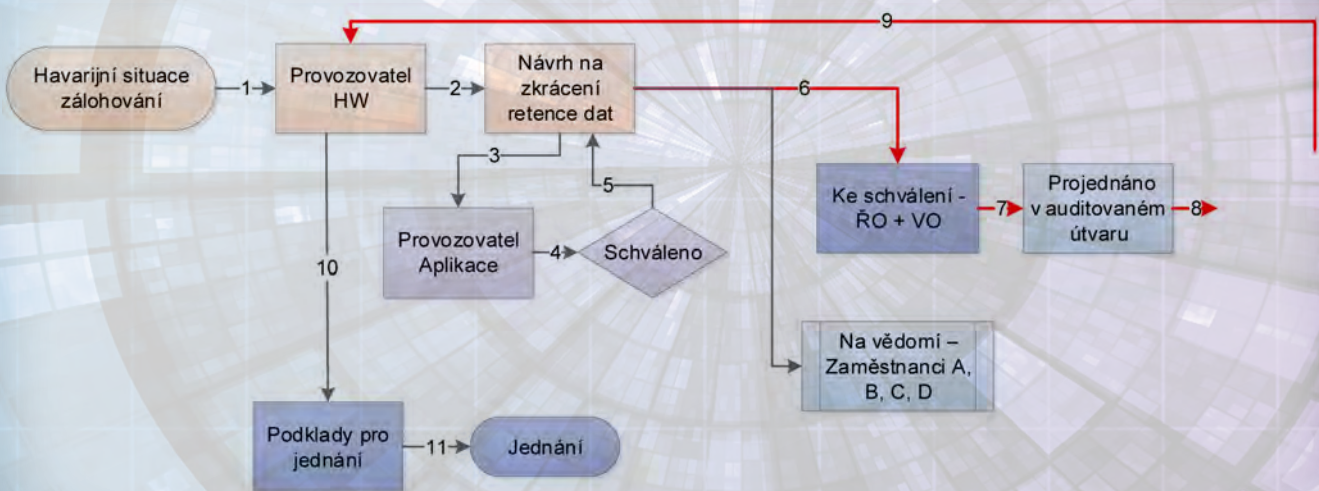 9
Havarijní situace
zálohování
1
Provozovatel
HW
2
Návrh na
zkrácení
retence dat
6
3
5
Ke schválení -
ŘO + VO
7
Projednáno
v auditovaném
útvaru
8
Provozovatel
Aplikace
4
Schváleno
10
Na vědomí –
Zaměstnanci A,
B, C, D
Podklady pro
jednání
11
Jednání